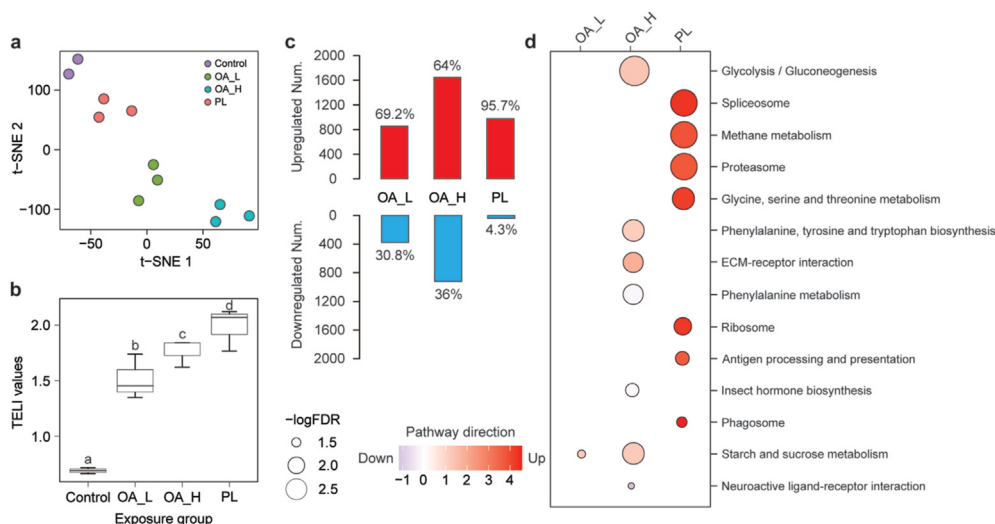 a
t-SNE 2
100
0
−100
−50
0
50
t-SNE 1
Control
OA_L
OA_H
PL
b
TELI values
2.0
1.5
1.0
a
b
c
d
Control
OA_L
OA_H
PL
Exposure group
c
Upregulated Num.
2000
1600
1200
800
400
0
69.2%
64%
95.7%
OA_L
OA_H
PL
Downregulated Num.
0
400
800
1200
1600
2000
30.8%
36%
4.3%
−logFDR
1.5
2.0
2.5
Pathway direction
Down
Up
−1 0 1 2 3 4
d
OA_L
OA_H
PL
Glycolysis / Gluconegenesis
Spliceosome
Methane metabolism
Proteasome
Glycine, serine and threonine metabolism
Phenylalanine, tyrosine and tryptophan biosynthesis
ECM-receptor interaction
Phenylalanine metabolism
Ribosome
Antigen processing and presentation
Insect hormone biosynthesis
Phagosome
Starch and sucrose metabolism
Neuroactive ligand-receptor interaction